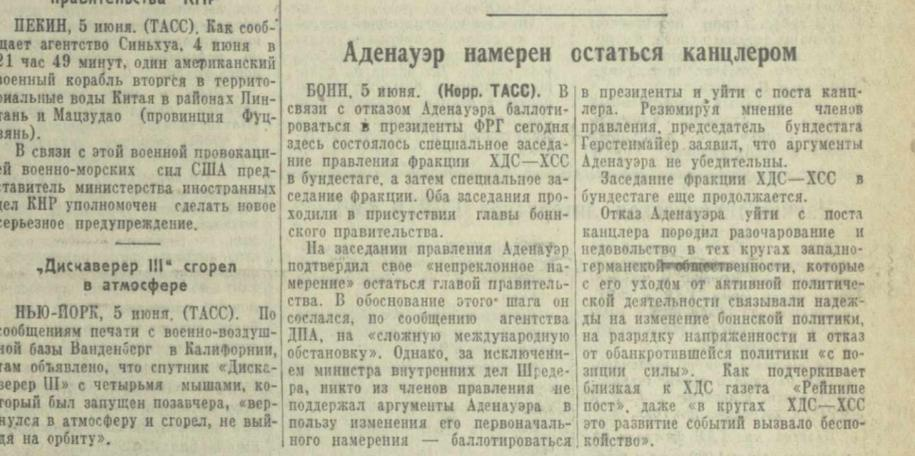 правительства КНР
ПЕКИН, 5 июня. (ТАСС). Как сооб-
щает агентство Синьхуа, 4 июня в
21 час 49 минут, один американский
военный корабль вторгся в террито-
риальные воды Китая в районах Пин-
тань и Мацзудао (провинция Фуц-
зянь).
В связи с этой военной провокаци-
ей военно-морских сил США пред-
ставитель министерства иностранных
дел КНР уполномочен сделать новое
серьезное предупреждение.
„Дискаверер III“ сгорел
в атмосфере
НЬЮ-ЙОРК, 5 июня. (ТАСС). По
сообщениям печати с военно-воздуш-
ной базы Ванденберг в Калифорнии,
там объявлено, что спутник «Диска-
верер III» с четырьмя мышами, ко-
торый был запущен позавчера, «вер-
нулся в атмосферу и сгорел, не вый-
дя на орбиту».
Аденауэр намерен остаться канцлером
БОНН, 5 июня. (Корр. ТАСС). В
связи с отказом Аденауэра баллоти-
роваться в президенты ФРГ сегодня
здесь состоялось специальное заседа-
ние правления фракции ХДС—ХСС
в бундестаге, а затем специальное за-
седание фракции. Оба заседания про-
ходили в присутствии главы бонн-
ского правительства.
На заседании правления Аденауэр
подтвердил свое «непреклонное на-
мерение» остаться главой правитель-
ства. В обоснование этого шага он
сослался, по сообщению агентства
ДПА, на «сложную международную
обстановку». Однако, за исключени-
ем министра внутренних дел Шреде-
ра, никто из членов правления не
поддержал аргументы Аденауэра в
пользу изменения его первоначаль-
ного намерения — баллотироваться
в президенты и уйти с поста канц-
лера. Резюмируя мнение членов
правления, председатель бундестага
Герстенмайер заявил, что аргументы
Аденауэра не убедительны.
Заседание фракции ХДС—ХСС в
бундестаге еще продолжается.
Отказ Аденауэра уйти с поста
канцлера породил разочарование и
недовольство в тех кругах западно-
германской общественности, которые
с его уходом от активной политиче-
ской деятельности связывали надеж-
ды на изменение боннской политики,
на разрядку напряженности и отказ
от обанкротившейся политики «с по-
зиции силы». Как подчеркивает
близкая к ХДС газета «Рейнише
пост», даже «в кругах ХДС—ХСС
это развитие событий вызвало беспо-
койство».